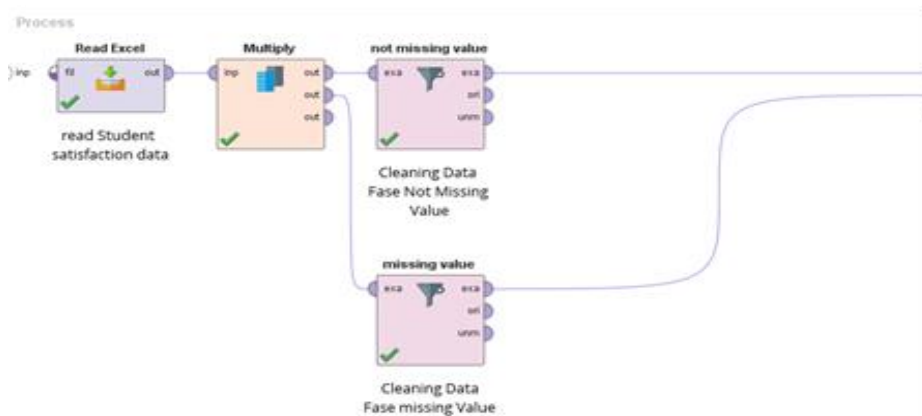 Process
Read Excel
inp
fil
out
read Student
satisfaction data
Multiply
inp
out
out
out
not missing value
exa
exa
ori
unm
Cleaning Data
Fase Not Missing
Value
missing value
exa
exa
ori
unm
Cleaning Data
Fase missing Value